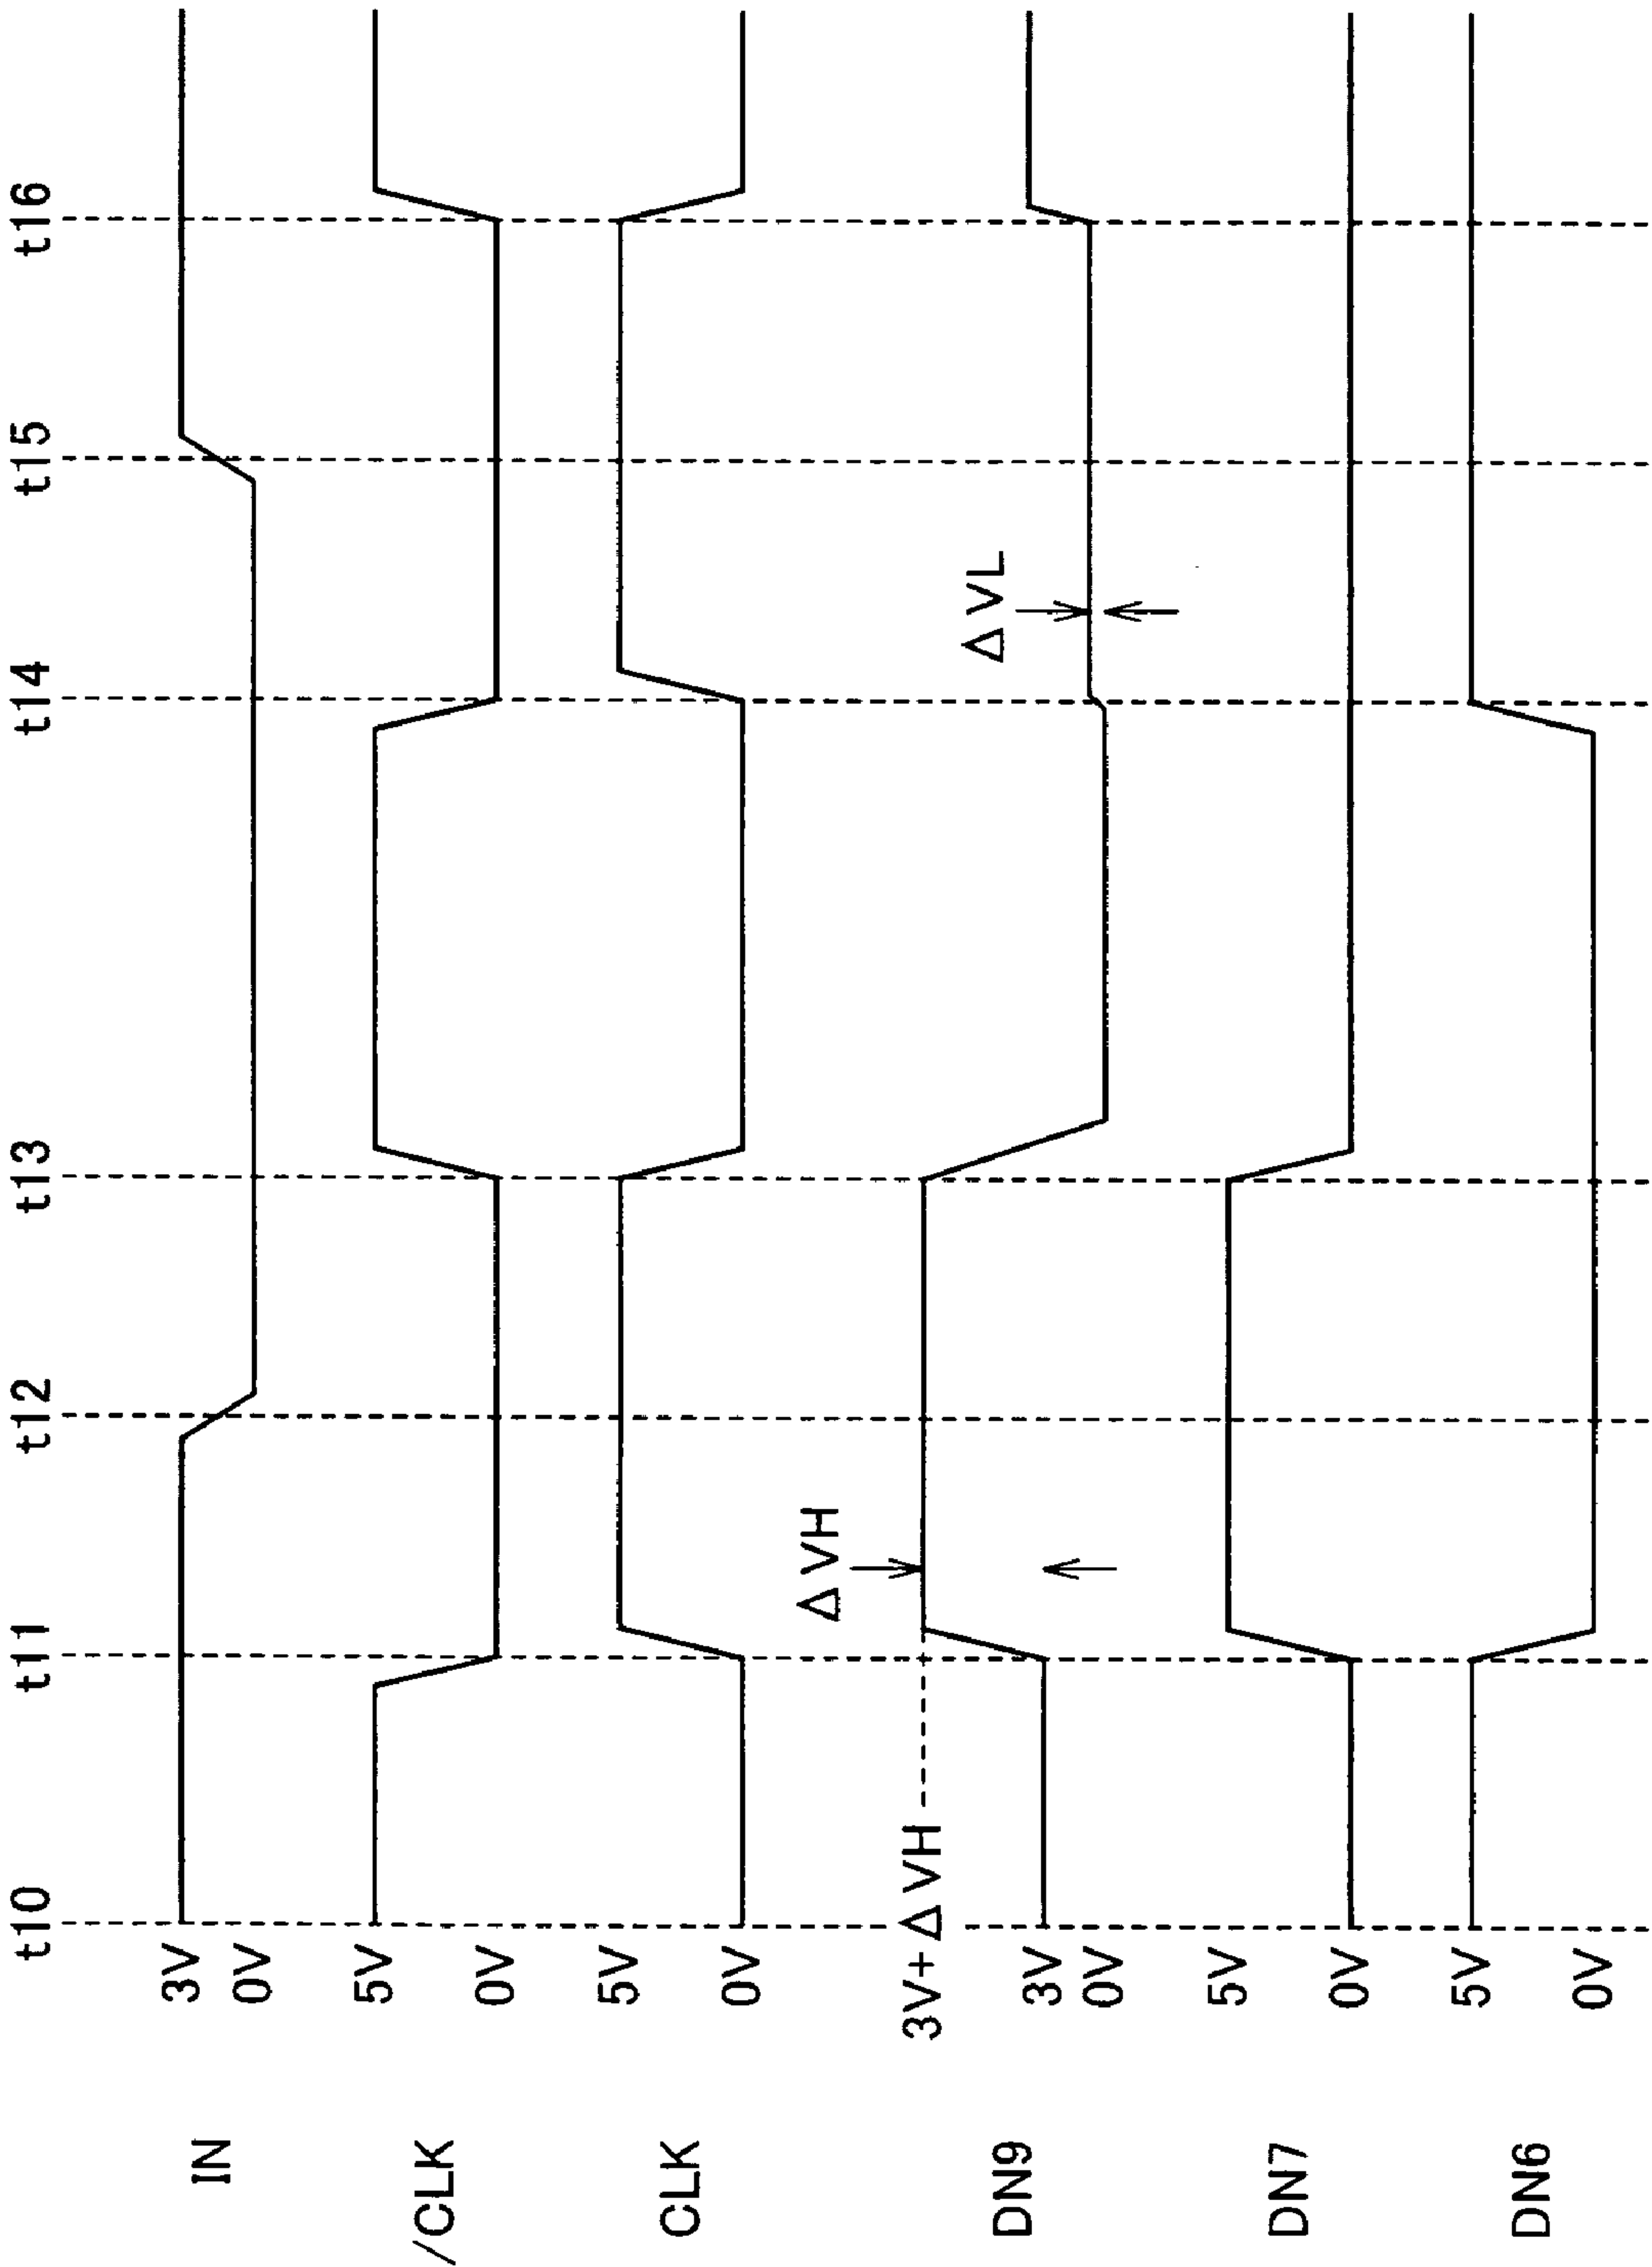 t10 t11 t12 t13 t14 t15 t16
IN
3V
0V
/CLK
5V
0V
CLK
5V
0V
ΔVH
ΔVL
DN9
3V+ΔVH
3V
0V
DN7
5V
0V
DN6
5V
0V